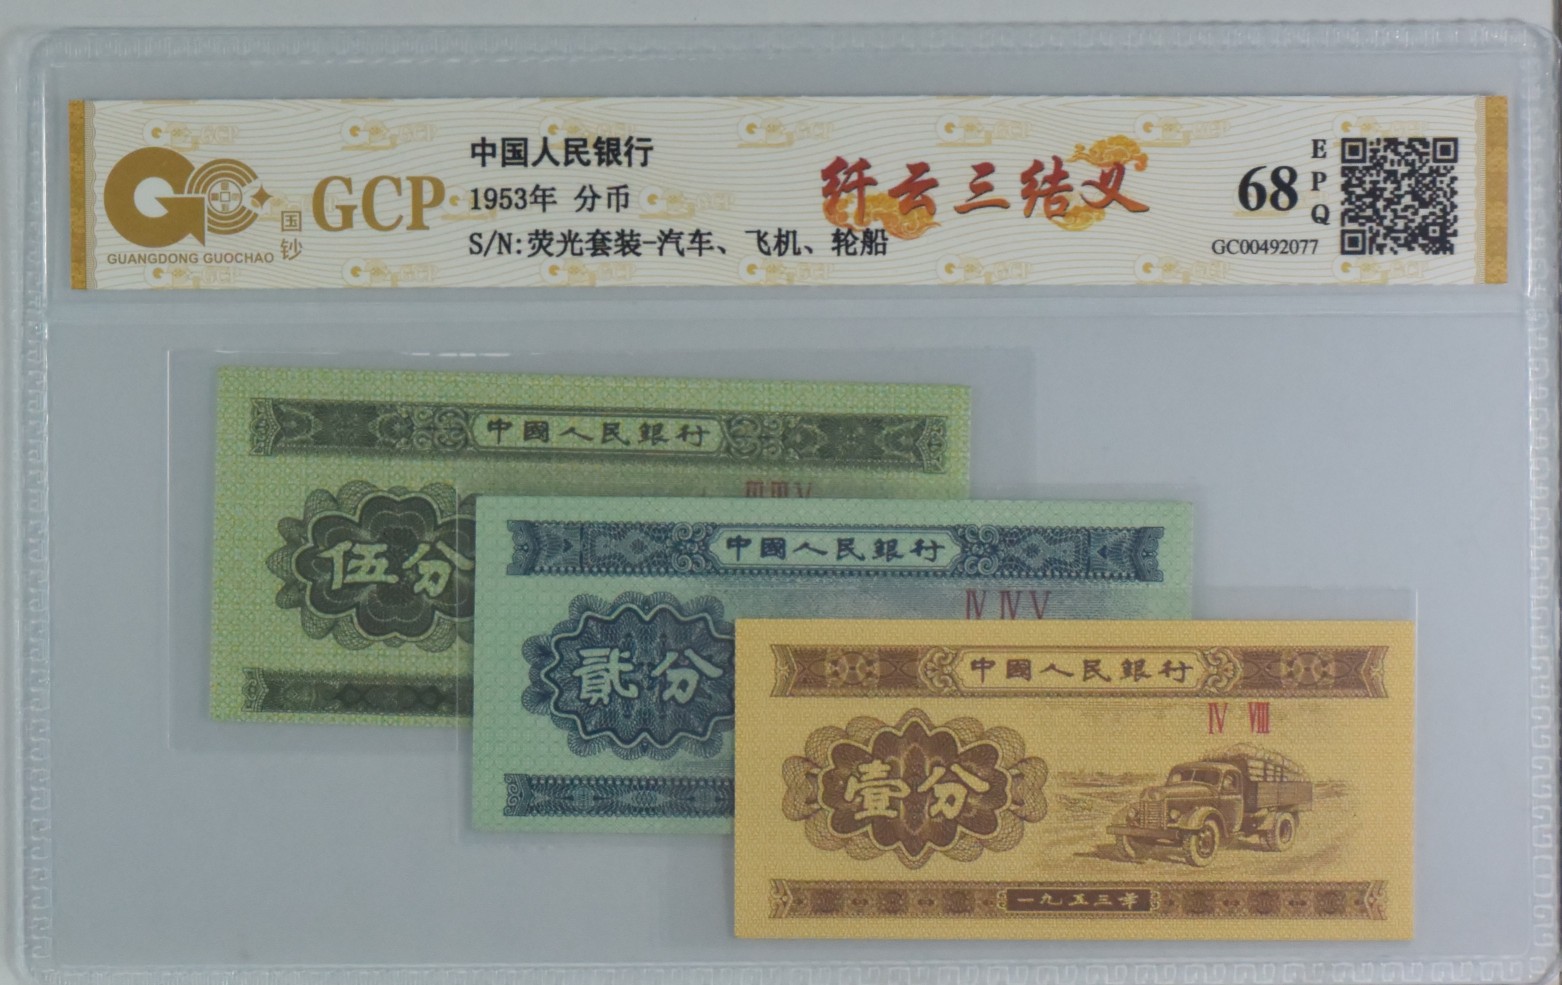 中国人民银行
1953年 分币
S/N:荧光套装-汽车、飞机、轮船
GCP
国钞
GUANGDONG GUOCHAO
纤云三结义
68
EPQ
GC00492077
中國人民銀行
伍分
中國人民銀行
IV IV V
貳分
中國人民銀行
IV VIII
壹分
一九五三年